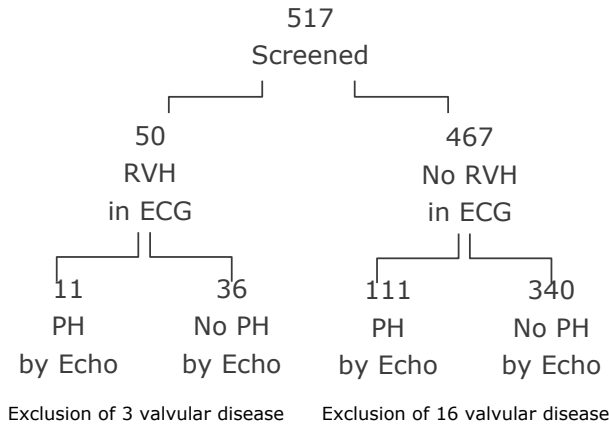 517
Screened
50
RVH
in ECG
467
No RVH
in ECG
11
PH
by Echo
36
No PH
by Echo
111
PH
by Echo
340
No PH
by Echo
Exclusion of 3 valvular disease
Exclusion of 16 valvular disease